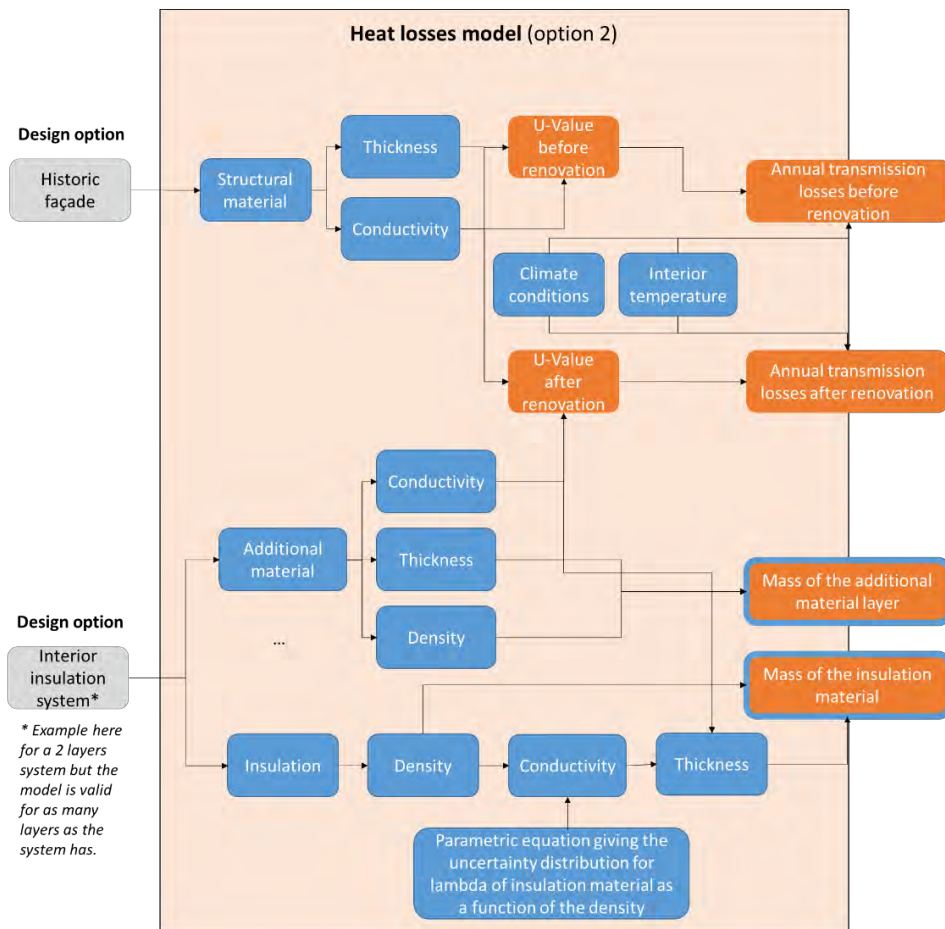 Heat losses model (option 2)
Design option
Historic
façade
Structural
material
Thickness
Conductivity
U-Value
before
renovation
Annual transmission
losses before
renovation
Climate
conditions
Interior
temperature
U-Value
after
renovation
Annual transmission
losses after renovation
Conductivity
Additional
material
Thickness
Density
...
Mass of the additional
material layer
Design option
Interior
insulation
system*
* Example here
for a 2 layers
system but the
model is valid
for as many
layers as the
system has.
Mass of the insulation
material
Insulation
Density
Conductivity
Thickness
Parametric equation giving the
uncertainty distribution for
lambda of insulation material as
a function of the density